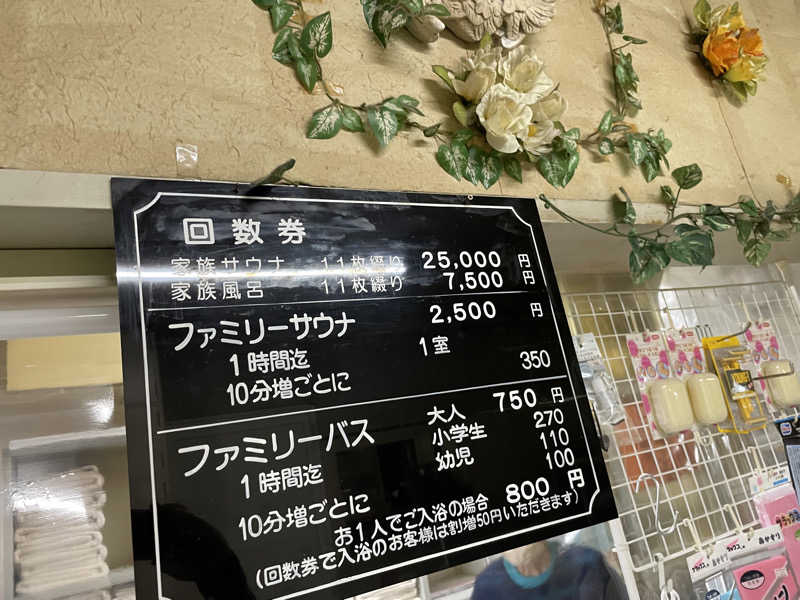 回数券
家族サウナ 11枚綴り 25,000 円
家族風呂 11枚綴り 7,500 円
ファミリーサウナ 2,500 円
1時間迄 1室
10分増ごとに 350
ファミリーバス 大人 750 円
1時間迄 小学生 270
幼児 110
10分増ごとに 100
お1人でご入浴の場合 800 円
(回数券で入浴のお客様は割増50円いただきます)